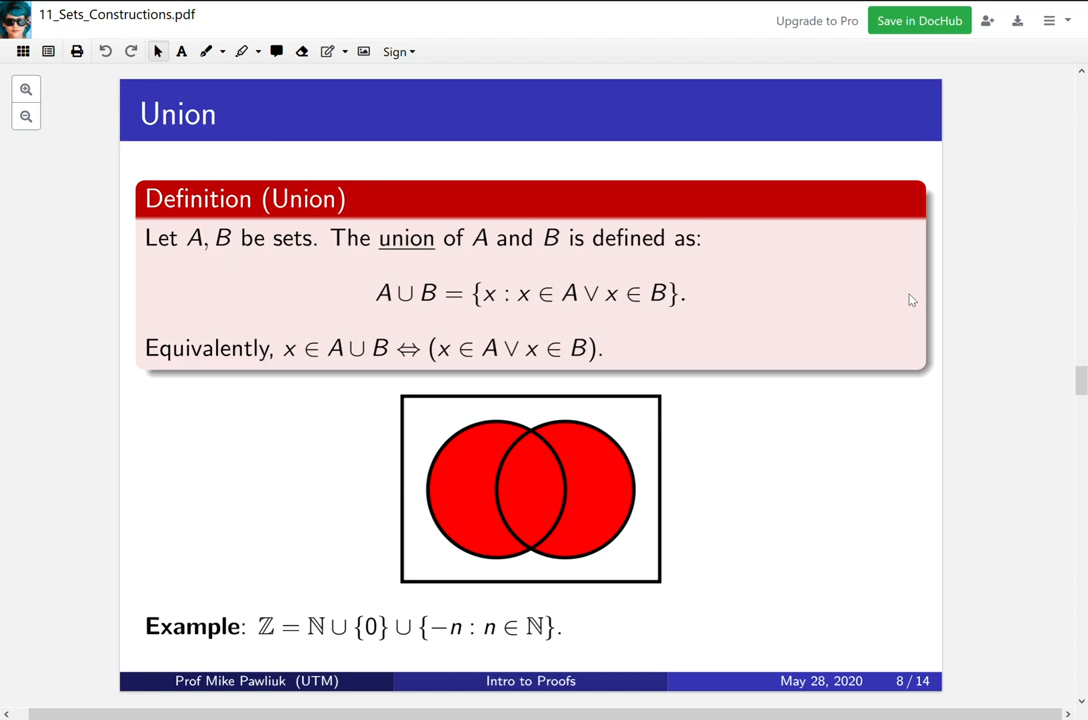 11_Sets_Constructions.pdf
Upgrade to Pro
Save in DocHub
A
Sign
Union
Definition (Union)
Let A, B be sets. The union of A and B is defined as:
A ∪ B = {x : x ∈ A ∨ x ∈ B}.
Equivalently, x ∈ A ∪ B ⇔ (x ∈ A ∨ x ∈ B).
Example: ℤ = ℕ ∪ {0} ∪ {−n : n ∈ ℕ}.
Prof Mike Pawliuk (UTM)
Intro to Proofs
May 28, 2020
8 / 14